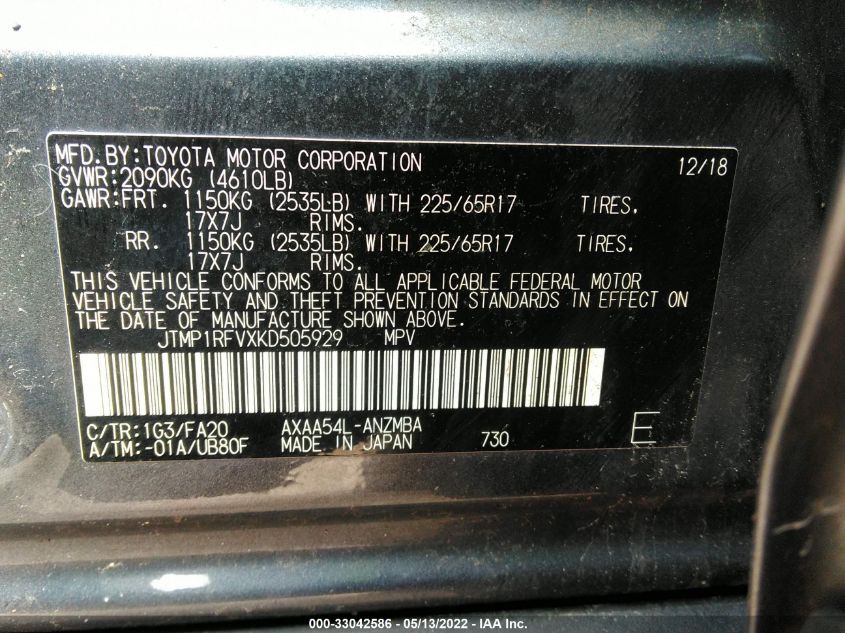 MFD.BY:TOYOTA MOTOR CORPORATION 12/18
GVWR:2090KG (4610LB)
GAWR:FRT. 1150KG (2535LB) WITH 225/65R17 TIRES,
17X7J RIMS.
RR. 1150KG (2535LB) WITH 225/65R17 TIRES,
17X7J RIMS.
THIS VEHICLE CONFORMS TO ALL APPLICABLE FEDERAL MOTOR
VEHICLE SAFETY AND THEFT PREVENTION STANDARDS IN EFFECT ON
THE DATE OF MANUFACTURE SHOWN ABOVE.
JTMP1RFVXKD505929 MPV
C/TR:1G3/FA20 AXAA54L-ANZMBA
A/TM:-01A/UB80F MADE IN JAPAN 730 E
000-33042586 - 05/13/2022 - IAA Inc.